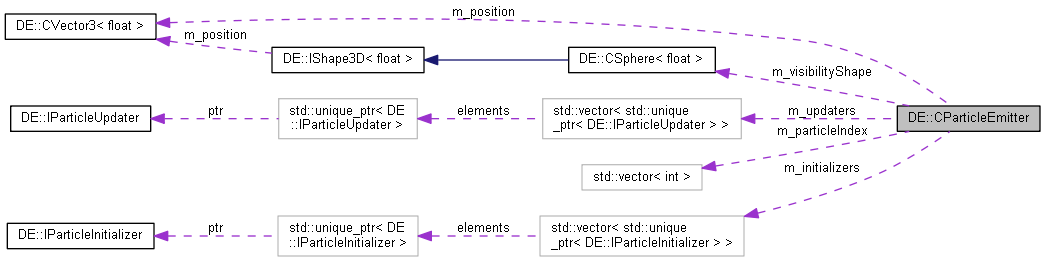 m_position
DE::CVector3< float >
m_position
DE::IShape3D< float >
DE::CSphere< float >
m_visibilityShape
DE::IParticleUpdater
ptr
std::unique_ptr< DE
::IParticleUpdater >
elements
std::vector< std::unique
_ptr< DE::IParticleUpdater > >
m_updaters
DE::CParticleEmitter
m_particleIndex
std::vector< int >
m_initializers
DE::IParticleInitializer
ptr
std::unique_ptr< DE
::IParticleInitializer >
elements
std::vector< std::unique
_ptr< DE::IParticleInitializer > >